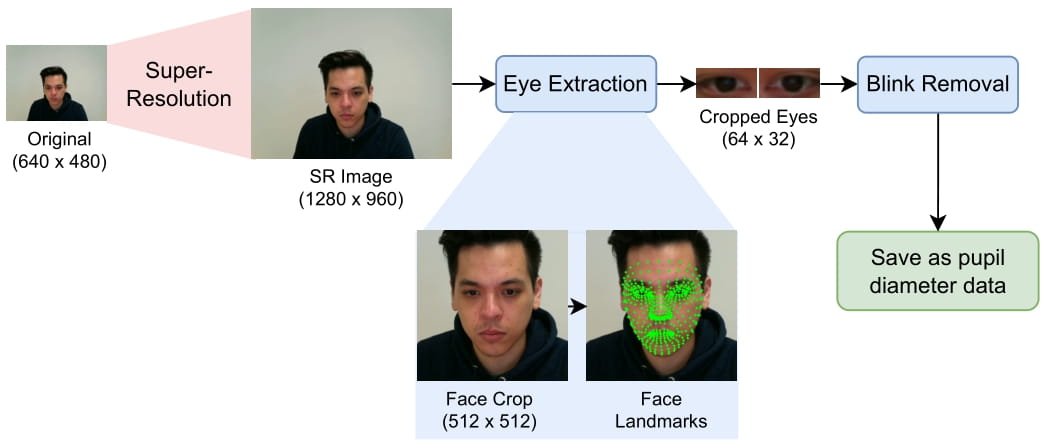 Super-
Resolution
Original
(640 x 480)
SR Image
(1280 x 960)
Eye Extraction
Cropped Eyes
(64 x 32)
Blink Removal
Face Crop
(512 x 512)
Face
Landmarks
Save as pupil
diameter data